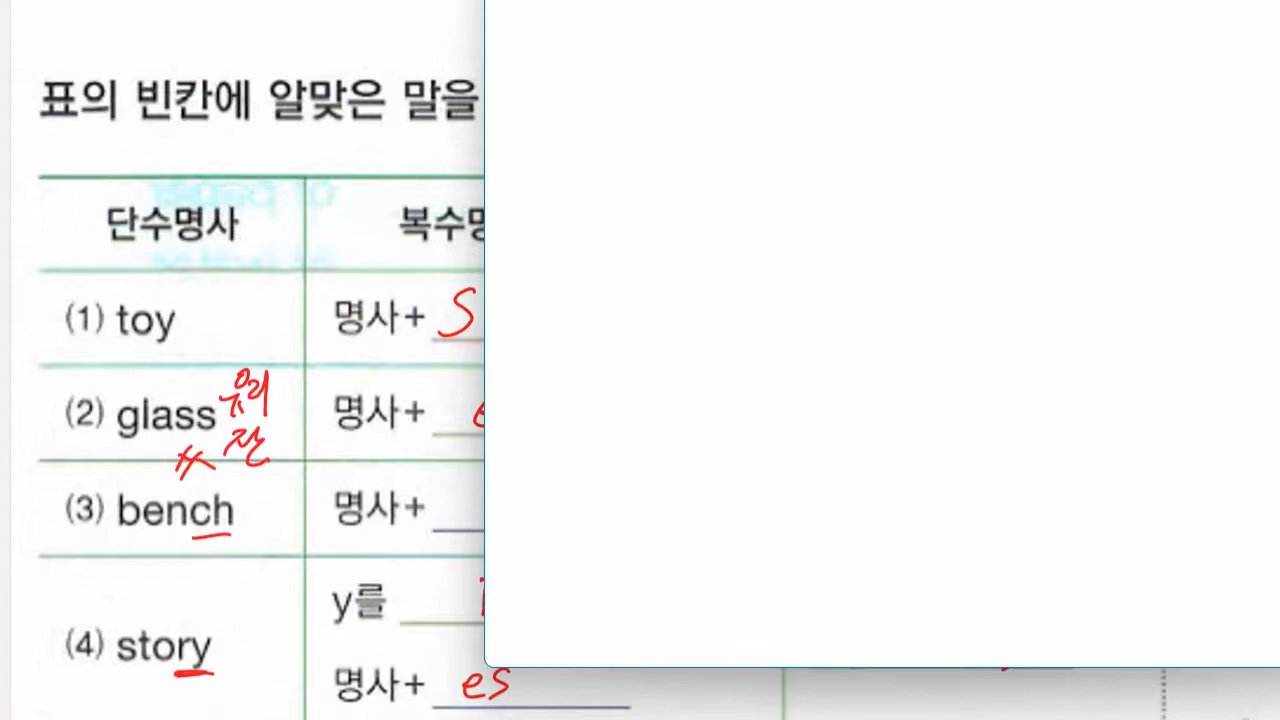 표의 빈칸에 알맞은 말을
단수명사 복수명
(1) toy 명사+ s
(2) glass 유리 명사+
잔
(3) bench 명사+
y를
(4) story
명사+ es